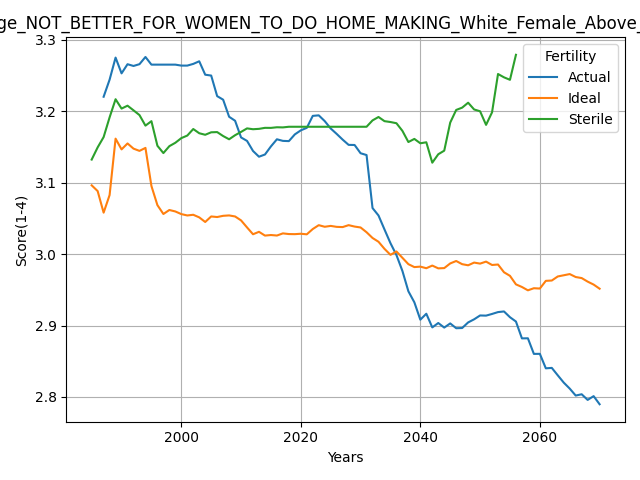 ge_NOT_BETTER_FOR_WOMEN_TO_DO_HOME_MAKING_White_Female_Above_
3.3
3.2
3.1
3.0
2.9
2.8
Score(1-4)
2000
2020
2040
2060
Years
Fertility
Actual
Ideal
Sterile